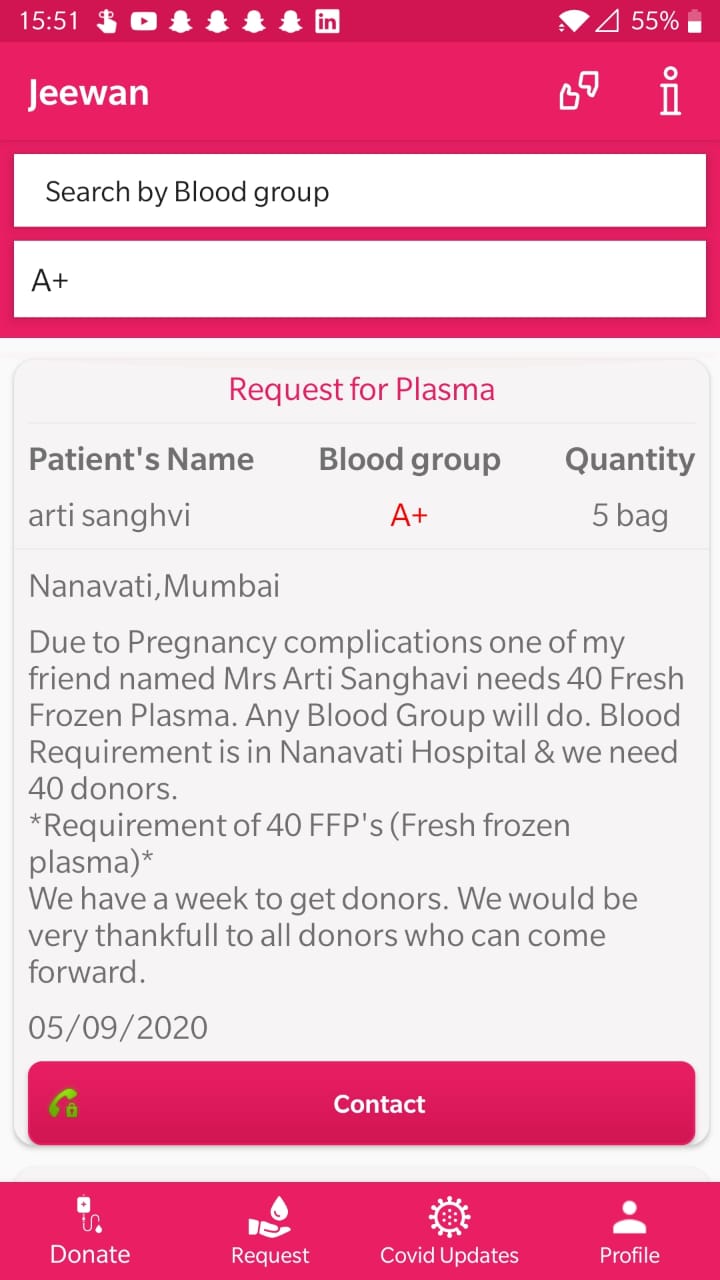 15:51 55%
Jeewan
Search by Blood group
A+
Request for Plasma
Patient's Name Blood group Quantity
arti sanghvi A+ 5 bag
Nanavati,Mumbai
Due to Pregnancy complications one of my
friend named Mrs Arti Sanghavi needs 40 Fresh
Frozen Plasma. Any Blood Group will do. Blood
Requirement is in Nanavati Hospital & we need
40 donors.
*Requirement of 40 FFP's (Fresh frozen
plasma)*
We have a week to get donors. We would be
very thankfull to all donors who can come
forward.
05/09/2020
Contact
Donate Request Covid Updates Profile